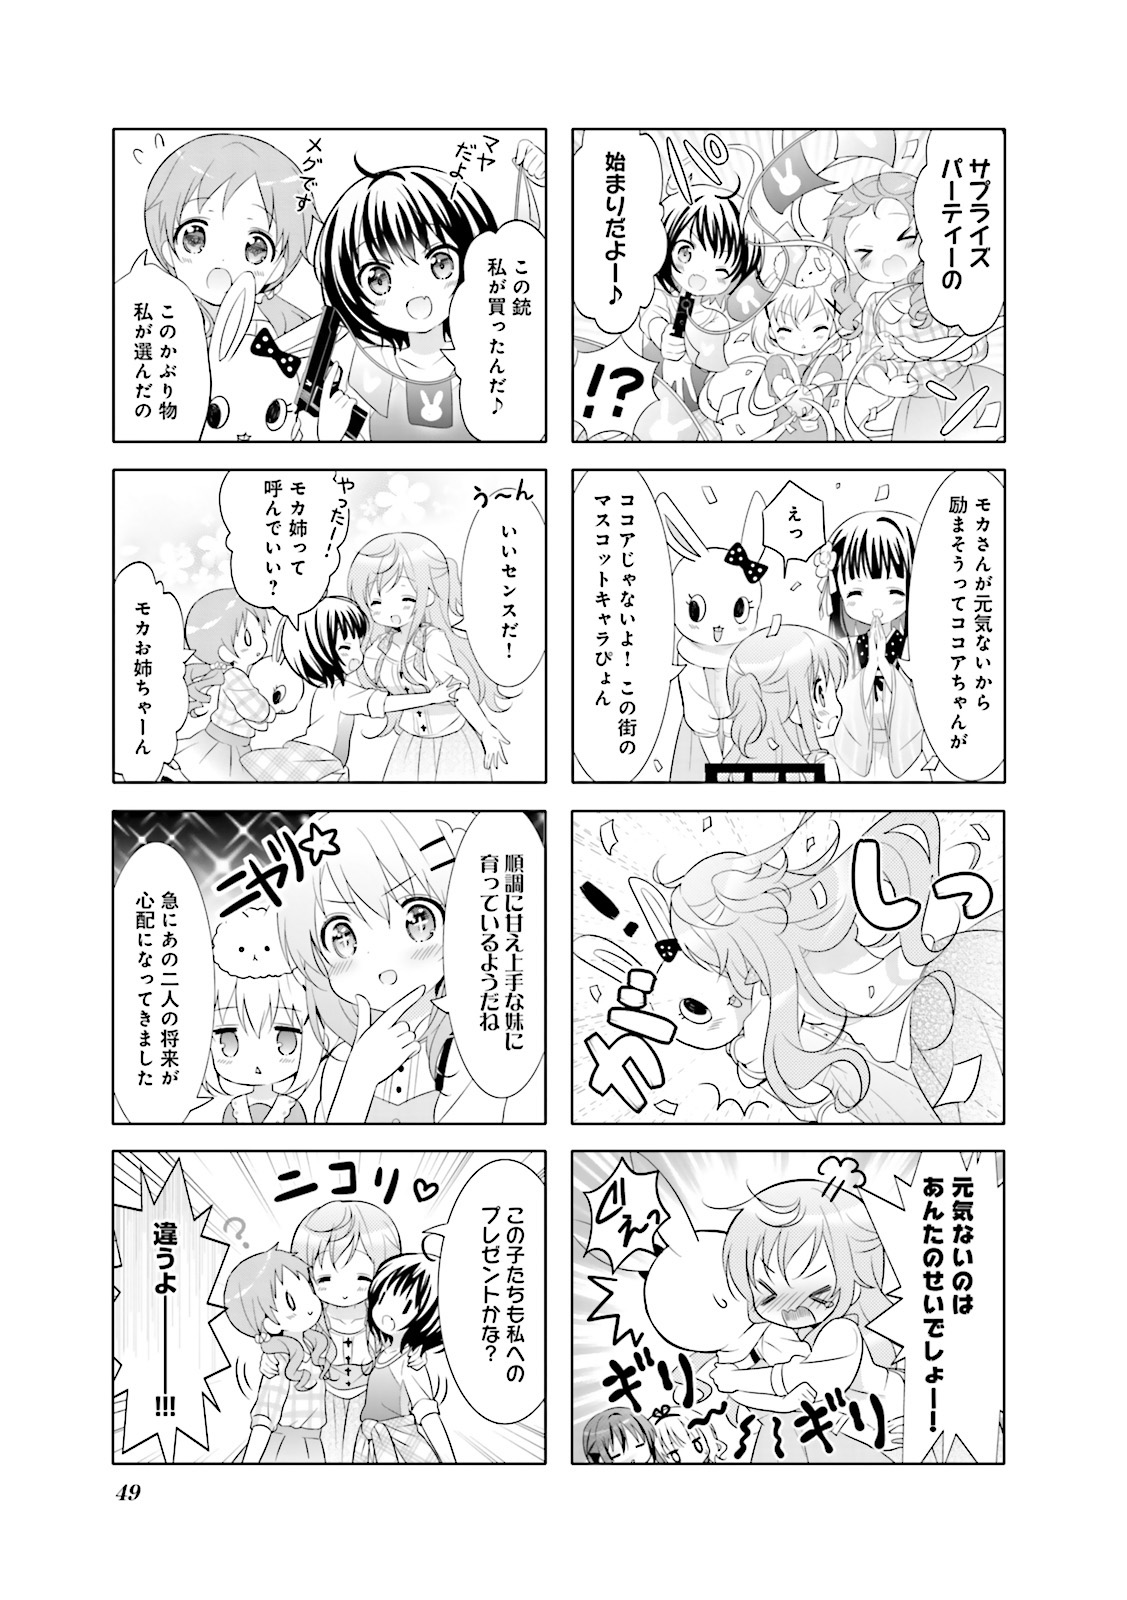 サプライズ
パーティーの
始まりだよー♪
パパパ
パン
!?
モカさんが元気ないから
励まそうってココアちゃんが
えっ
ココアじゃないよ！この街の
マスコットキャラぴょん
しっ
ガバッ
元気ないのは
あんたのせいでしょー！
ぐえっ
ギリ
ギリ
マヤ
だよー
この銃
私が買ったんだ♪
メグです
このかぶり物
私が選んだの
う〜ん
いいセンスだ！
やったー！
モカ姉って
呼んでいい？
モカお姉ちゃーん
順調に甘え上手な妹に
育っているようだね
ニヤリ☆
急にあの二人の将来が
心配になってきました
この子たちも私への
プレゼントかな？
ニコリ♡
?
違うよ――!!!
49